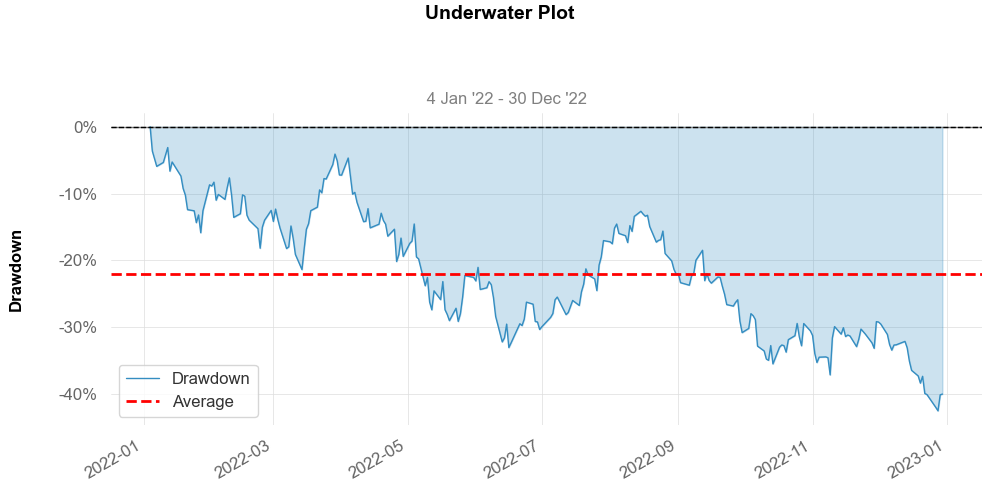 Underwater Plot
4 Jan '22 - 30 Dec '22
Drawdown
0%
-10%
-20%
-30%
-40%
Drawdown
Average
2022-01
2022-03
2022-05
2022-07
2022-09
2022-11
2023-01